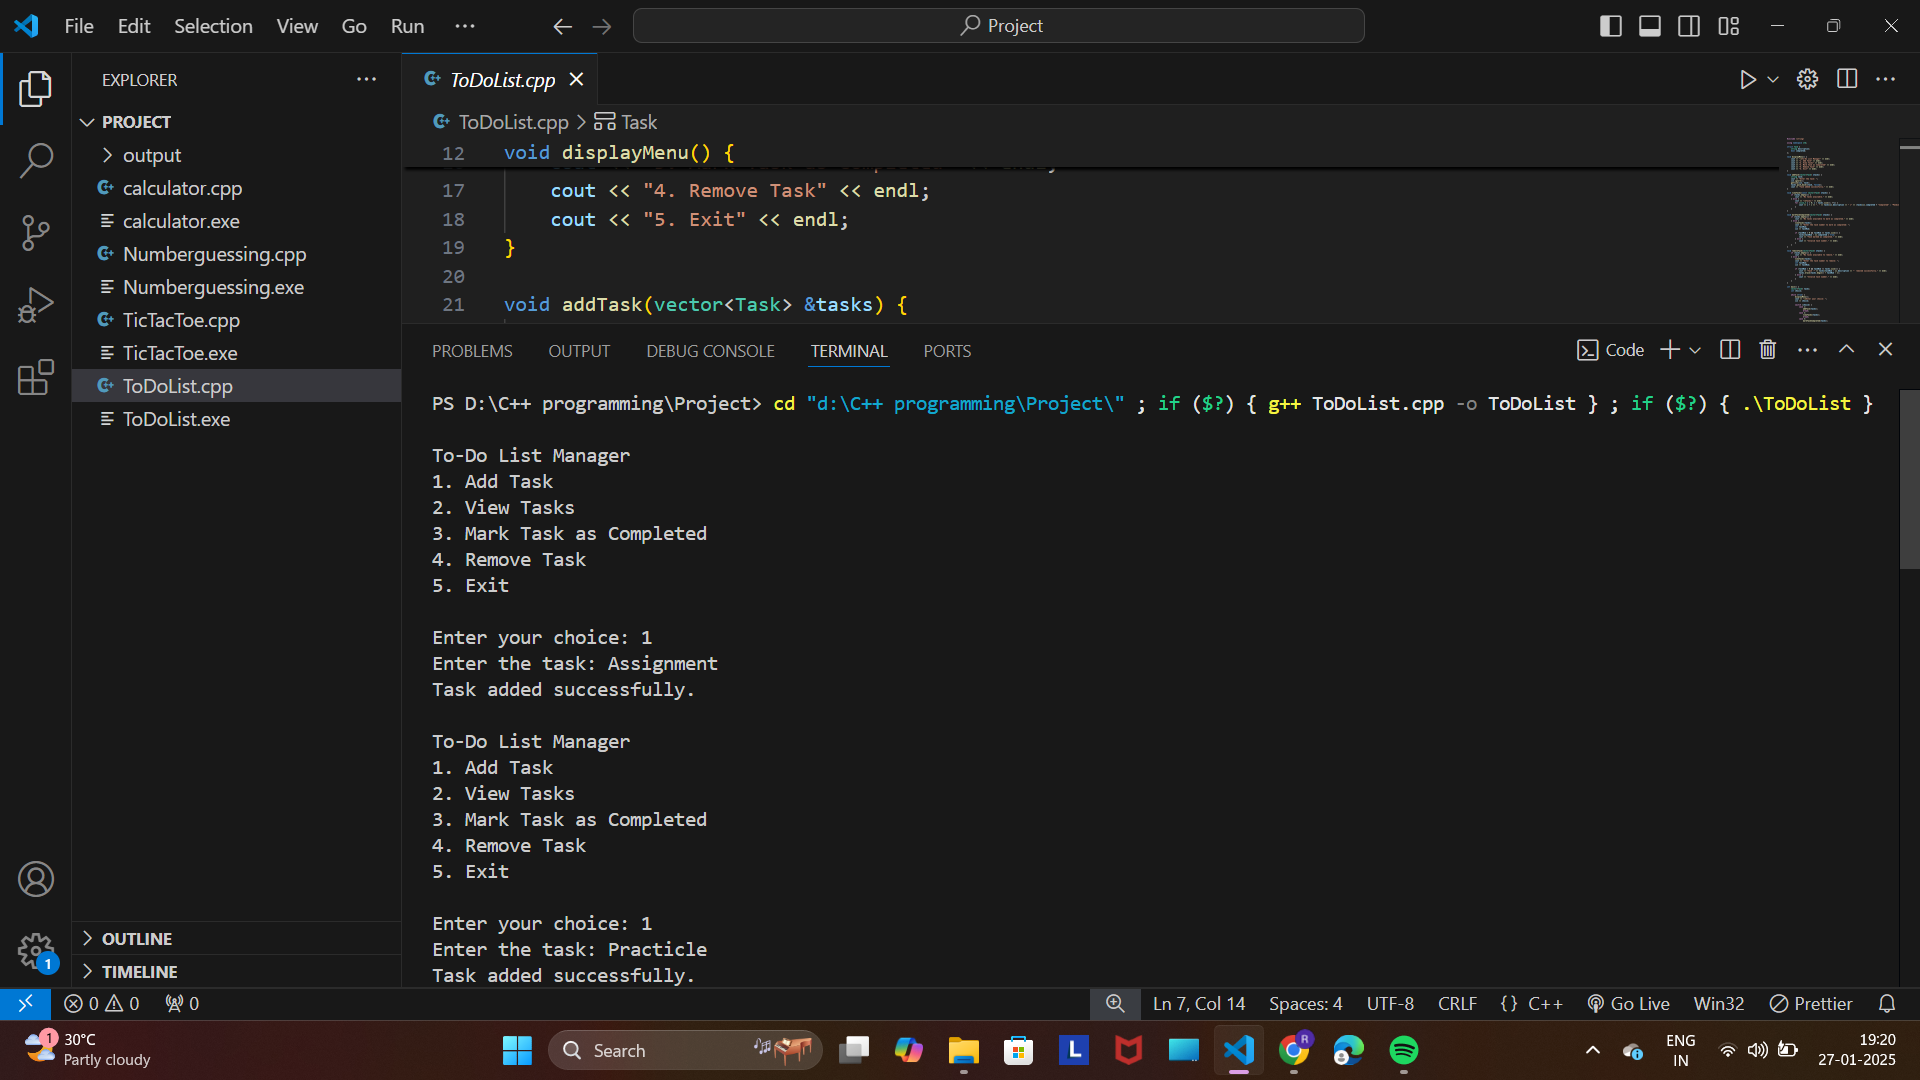 File Edit Selection View Go Run ...
Project
EXPLORER
PROJECT
output
calculator.cpp
calculator.exe
Numberguessing.cpp
Numberguessing.exe
TicTacToe.cpp
TicTacToe.exe
ToDoList.cpp
ToDoList.exe
OUTLINE
TIMELINE
1
ToDoList.cpp
ToDoList.cpp > Task
12 void displayMenu() {
17 cout << "4. Remove Task" << endl;
18 cout << "5. Exit" << endl;
19 }
20
21 void addTask(vector<Task> &tasks) {
PROBLEMS OUTPUT DEBUG CONSOLE TERMINAL PORTS
Code
PS D:\C++ programming\Project> cd "d:\C++ programming\Project\" ; if ($?) { g++ ToDoList.cpp -o ToDoList } ; if ($?) { .\ToDoList }
To-Do List Manager
1. Add Task
2. View Tasks
3. Mark Task as Completed
4. Remove Task
5. Exit
Enter your choice: 1
Enter the task: Assignment
Task added successfully.
To-Do List Manager
1. Add Task
2. View Tasks
3. Mark Task as Completed
4. Remove Task
5. Exit
Enter your choice: 1
Enter the task: Practicle
Task added successfully.
0 0 0
Ln 7, Col 14 Spaces: 4 UTF-8 CRLF {} C++ Go Live Win32 Prettier
1
30°C
Partly cloudy
Search
L
R
ENG
IN
19:20
27-01-2025